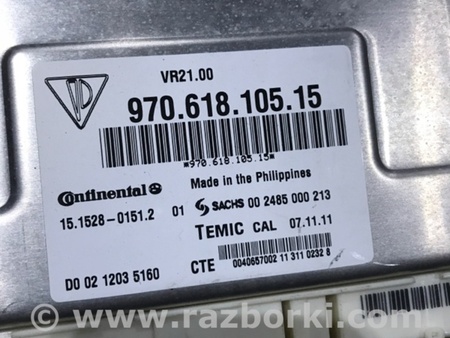 VR21.00
970.618.105.15
*970.618.105.15*
Continental
Made in the Philippines
15.1528-0151.2 01 SACHS 00 2485 000 213
TEMIC CAL 07.11.11
D0 02 1203 5160 CTE 0040657002 11 311 0232 8
© www.razborki.com